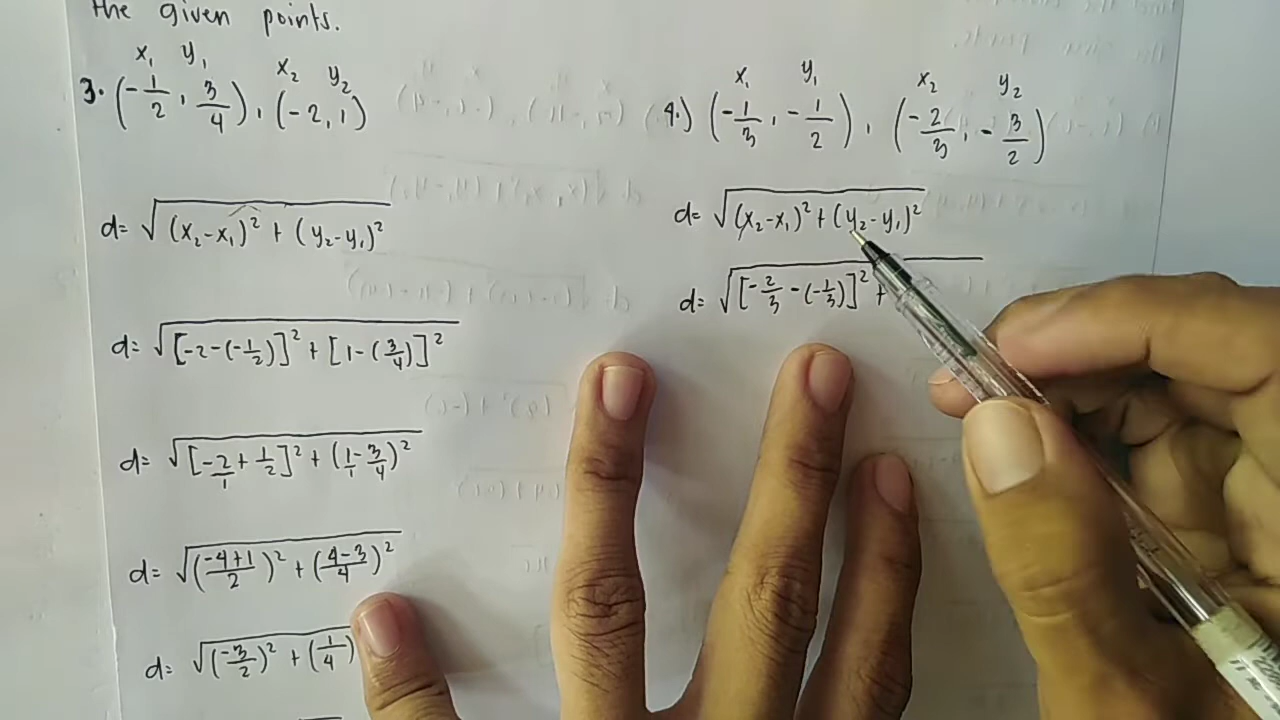 the given points.
x₁ y₁ x₂ y₂
3. (-1/2, 3/4), (-2, 1)
d= √(x₂-x₁)² + (y₂-y₁)²
d= √[-2-(-1/2)]² + [1-(3/4)]²
d= √[-2/1 + 1/2]² + (1/1 - 3/4)²
d= √(-4+1/2)² + (4-3/4)²
d= √(-3/2)² + (1/4)
x₁ y₁ x₂ y₂
4.) (-1/3, -1/2), (-2/3, -3/2)
d= √(x₂-x₁)² + (y₂-y₁)²
d= √[-2/3 - (-1/3)]² +